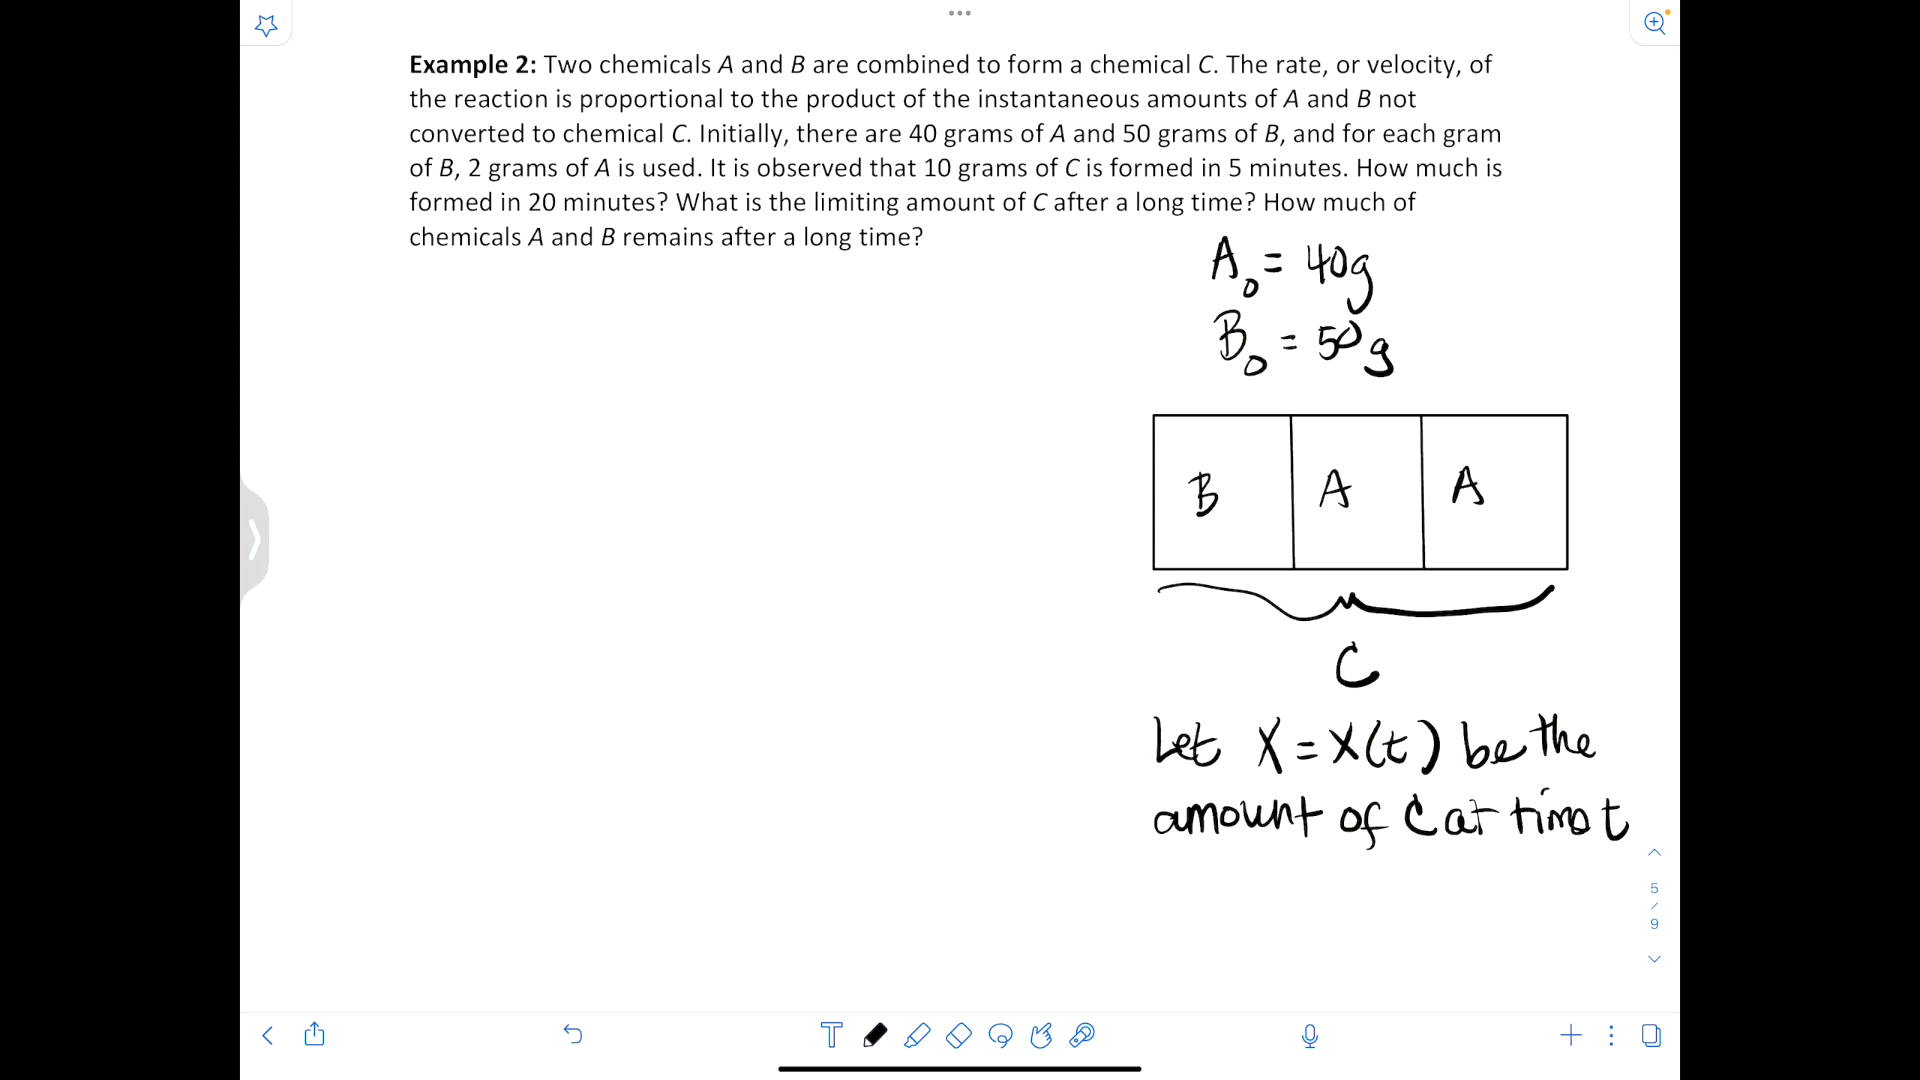 Example 2: Two chemicals A and B are combined to form a chemical C. The rate, or velocity, of
the reaction is proportional to the product of the instantaneous amounts of A and B not
converted to chemical C. Initially, there are 40 grams of A and 50 grams of B, and for each gram
of B, 2 grams of A is used. It is observed that 10 grams of C is formed in 5 minutes. How much is
formed in 20 minutes? What is the limiting amount of C after a long time? How much of
chemicals A and B remains after a long time?
A₀ = 40g
B₀ = 50g
B A A
C
Let X = X(t) be the
amount of C at time t
5
/
9
T